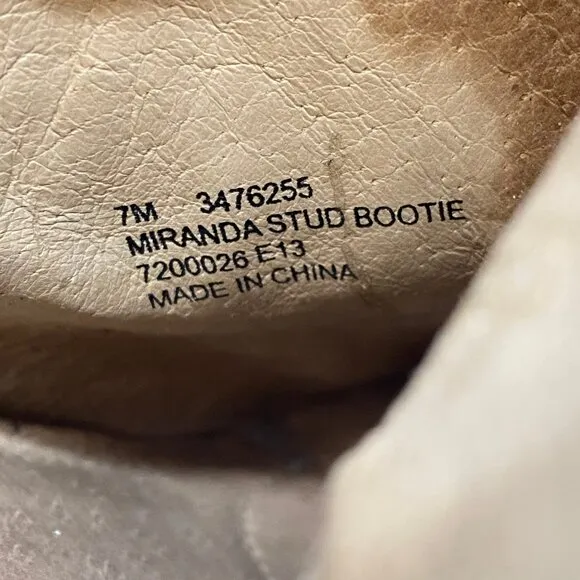 7M 3476255
MIRANDA STUD BOOTIE
7200026 E13
MADE IN CHINA